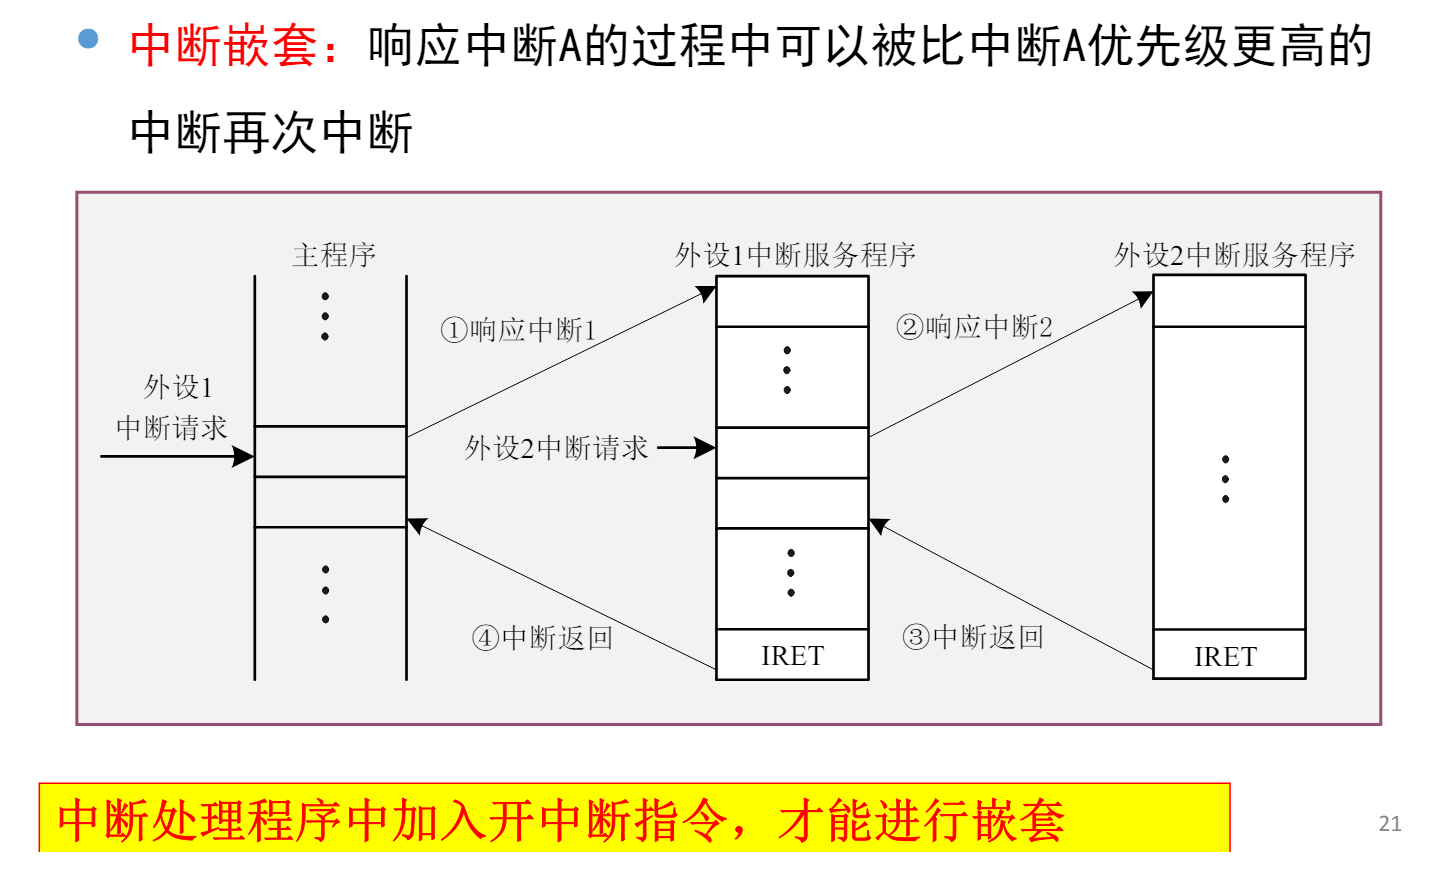 中断嵌套：响应中断A的过程中可以被比中断A优先级更高的
中断再次中断
主程序
外设1中断服务程序
外设2中断服务程序
①响应中断1
②响应中断2
外设1
中断请求
外设2中断请求
④中断返回
IRET
③中断返回
IRET
中断处理程序中加入开中断指令，才能进行嵌套
21